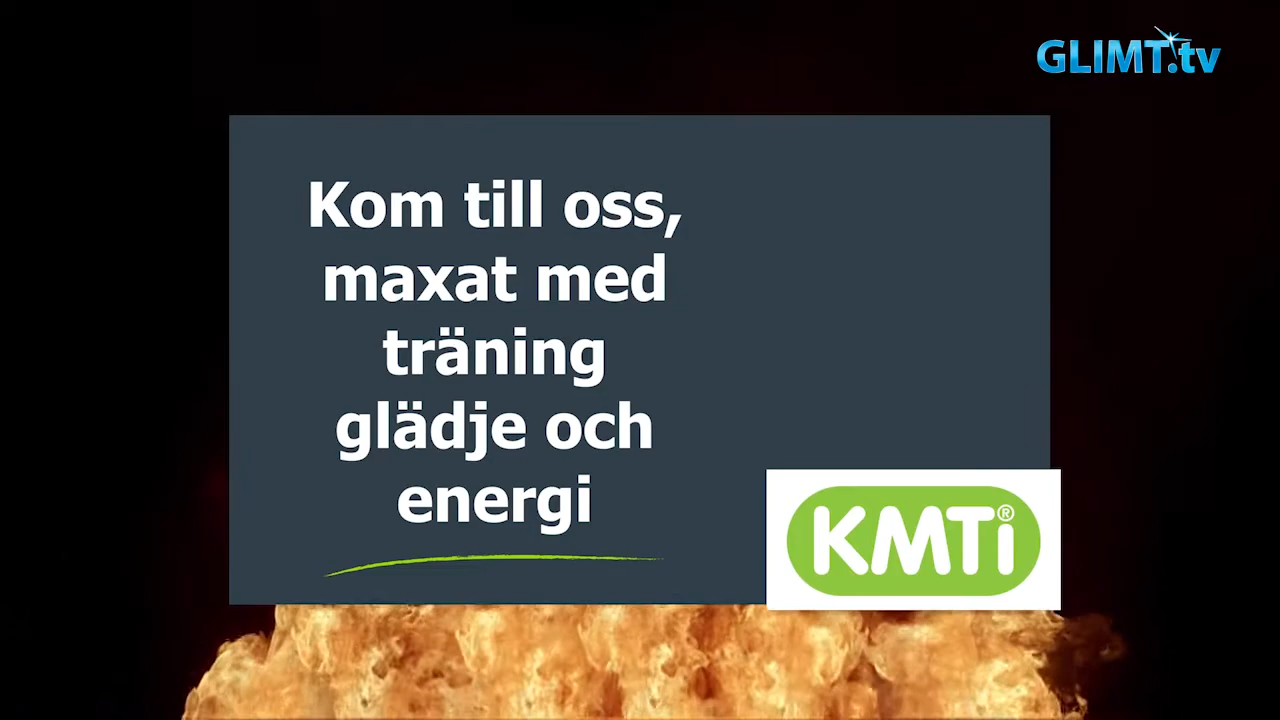 GLIMT.tv
Kom till oss,
maxat med
träning
glädje och
energi
KMTi®